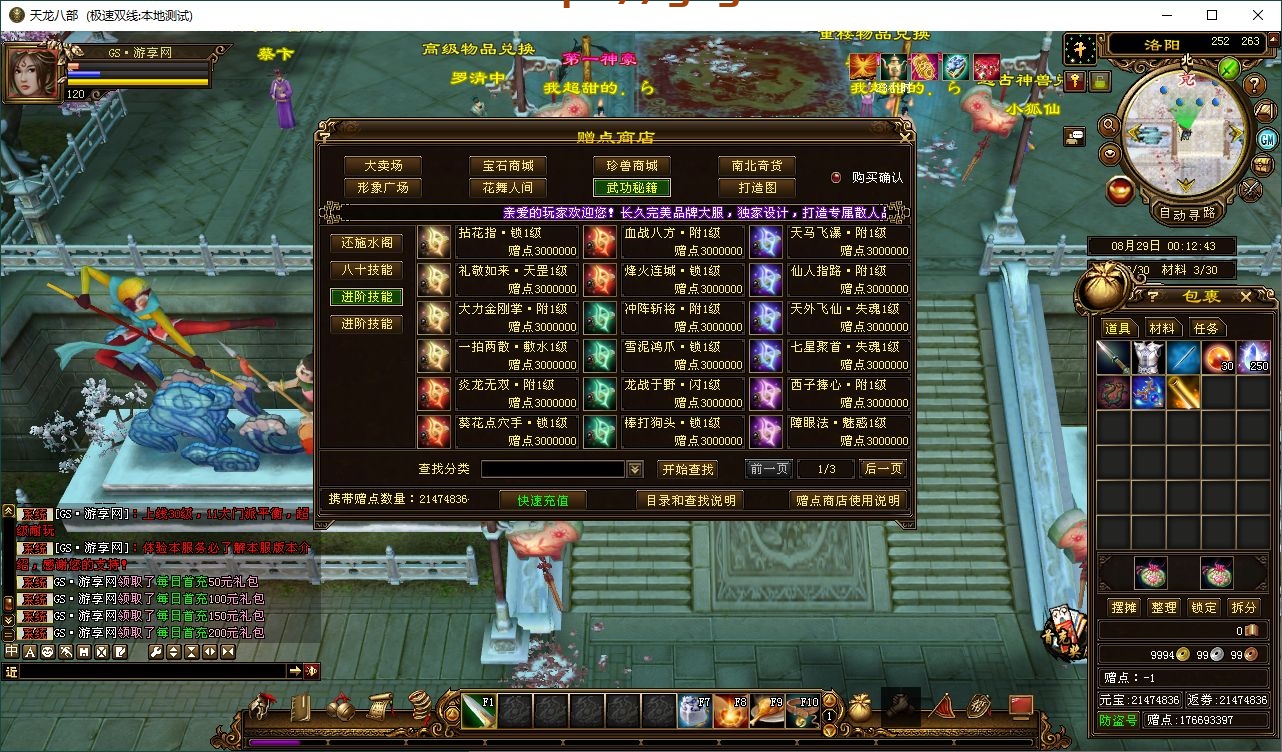 天龙八部 (极速双线:本地测试)
GS·游享网
120
蔡卞
高级物品兑换
罗清中
第一神豪
我超甜的．ら
重楼物品兑换
我超甜的．ら
小狐仙
洛阳 252 263
北
GM
自动寻路
08月29日 00:12:43
/30 材料 3/30
赠点商店
大卖场 宝石商城 珍兽商城 南北奇货
形象广场 花舞人间 武功秘籍 打造图
购买确认
亲爱的玩家欢迎您! 长久完美品牌大服，独家设计，打造专属散人
还施水阁
八十技能
进阶技能
进阶技能
拈花指·锁1级 血战八方·附1级 天马飞瀑·附1级
赠点3000000 赠点3000000 赠点3000000
礼敬如来·天罡1级 烽火连城·锁1级 仙人指路·附1级
赠点3000000 赠点3000000 赠点3000000
大力金刚掌·附1级 冲阵斩将·附1级 天外飞仙·失魂1级
赠点3000000 赠点3000000 赠点3000000
一拍两散·敷水1级 雪泥鸿爪·锁1级 七星聚首·失魂1级
赠点3000000 赠点3000000 赠点3000000
炎龙无双·附1级 龙战于野·闪1级 西子捧心·附1级
赠点3000000 赠点3000000 赠点3000000
葵花点穴手·锁1级 棒打狗头·锁1级 障眼法·魅惑1级
赠点3000000 赠点3000000 赠点3000000
查找分类 开始查找 前一页 1/3 后一页
携带赠点数量：21474836 快速充值 目录和查找说明 赠点商店使用说明
包裹
道具 材料 任务
30 250
摆摊 整理 锁定 拆分
0
9994 99 99
赠点：-1
元宝:21474836 返券:21474836
防盗号 赠点:176693397
系统 [GS·游享网]：上线30级，11大门派平衡，超
级耐玩
系统 [GS·游享网]：体验本服务必了解本服版本介
绍，感谢您的支持!
系统 GS·游享网领取了每日首充50元礼包
系统 GS·游享网领取了每日首充100元礼包
系统 GS·游享网领取了每日首充150元礼包
系统 GS·游享网领取了每日首充200元礼包
中 A
近
F1 F7 F8 F9 F10
1